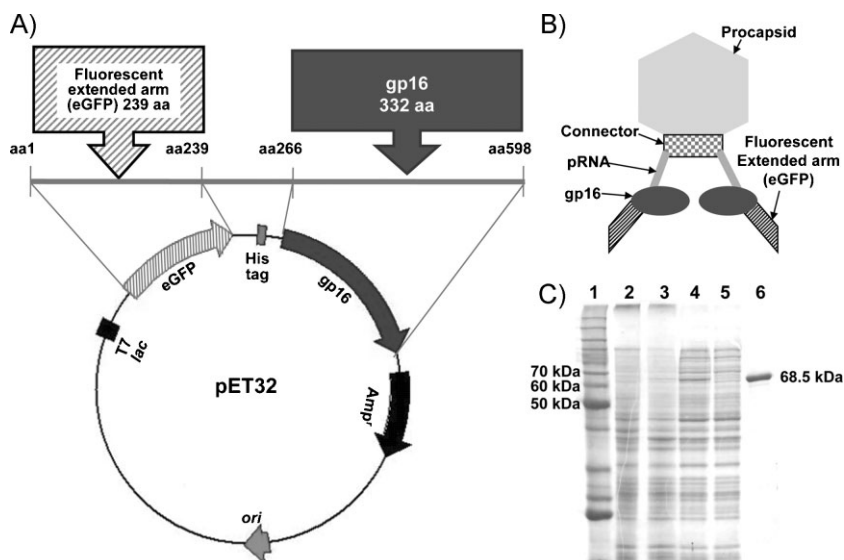 A)
Fluorescent
extended arm
(eGFP) 239 aa
gp16
332 aa
aa1
aa239
aa266
aa598
eGFP
His
tag
gp16
T7
lac
pET32
Ampr
ori
B)
Procapsid
Connector
pRNA
gp16
Fluorescent
Extended arm
(eGFP)
C)
1 2 3 4 5 6
70 kDa
60 kDa
50 kDa
68.5 kDa